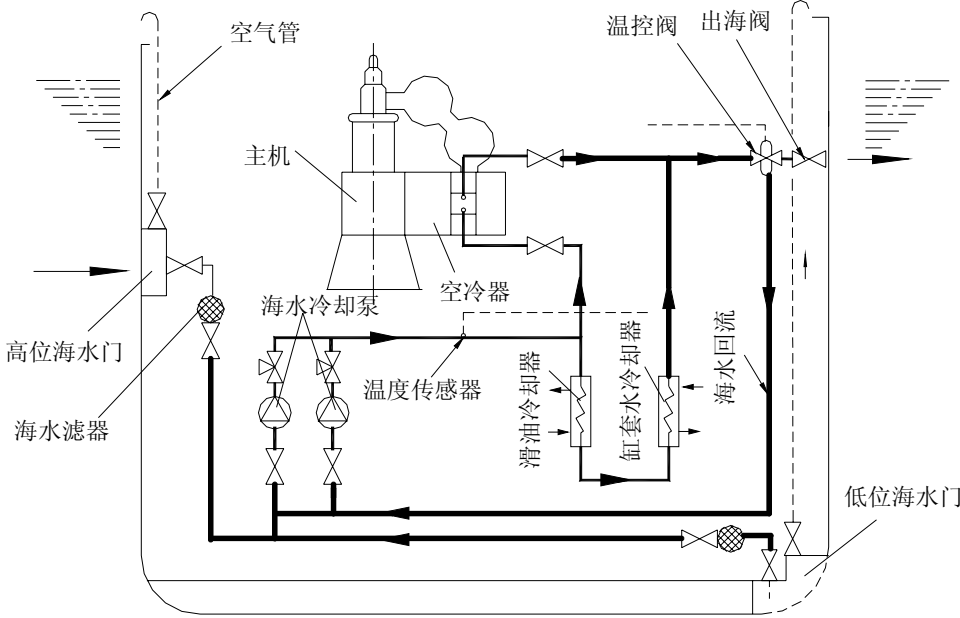 空气管
温控阀
出海阀
主机
空冷器
海水冷却泵
高位海水门
温度传感器
滑油冷却器
缸套水冷却器
海水回流
海水滤器
低位海水门